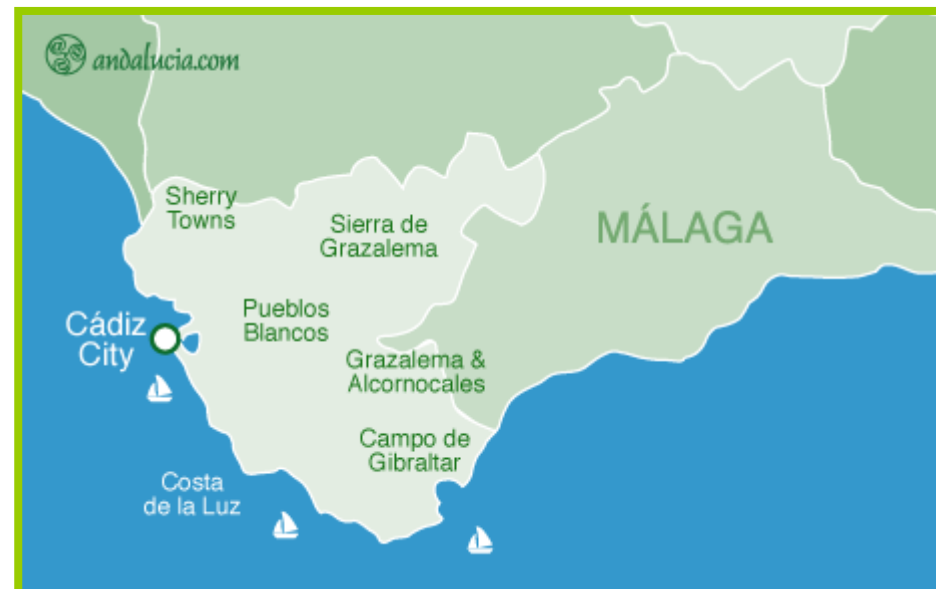 andalucia.com
Sherry
Towns
Sierra de
Grazalema
MÁLAGA
Pueblos
Blancos
Cádiz
City
Grazalema &
Alcornocales
Campo de
Gibraltar
Costa
de la Luz